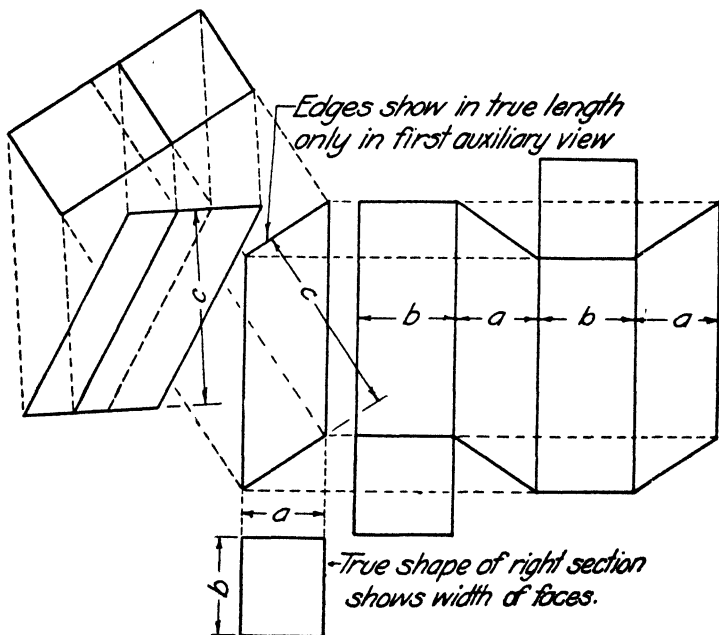 Edges show in true length
only in first auxiliary view
c
c
b a b a
a
b
True shape of right section
shows width of faces.